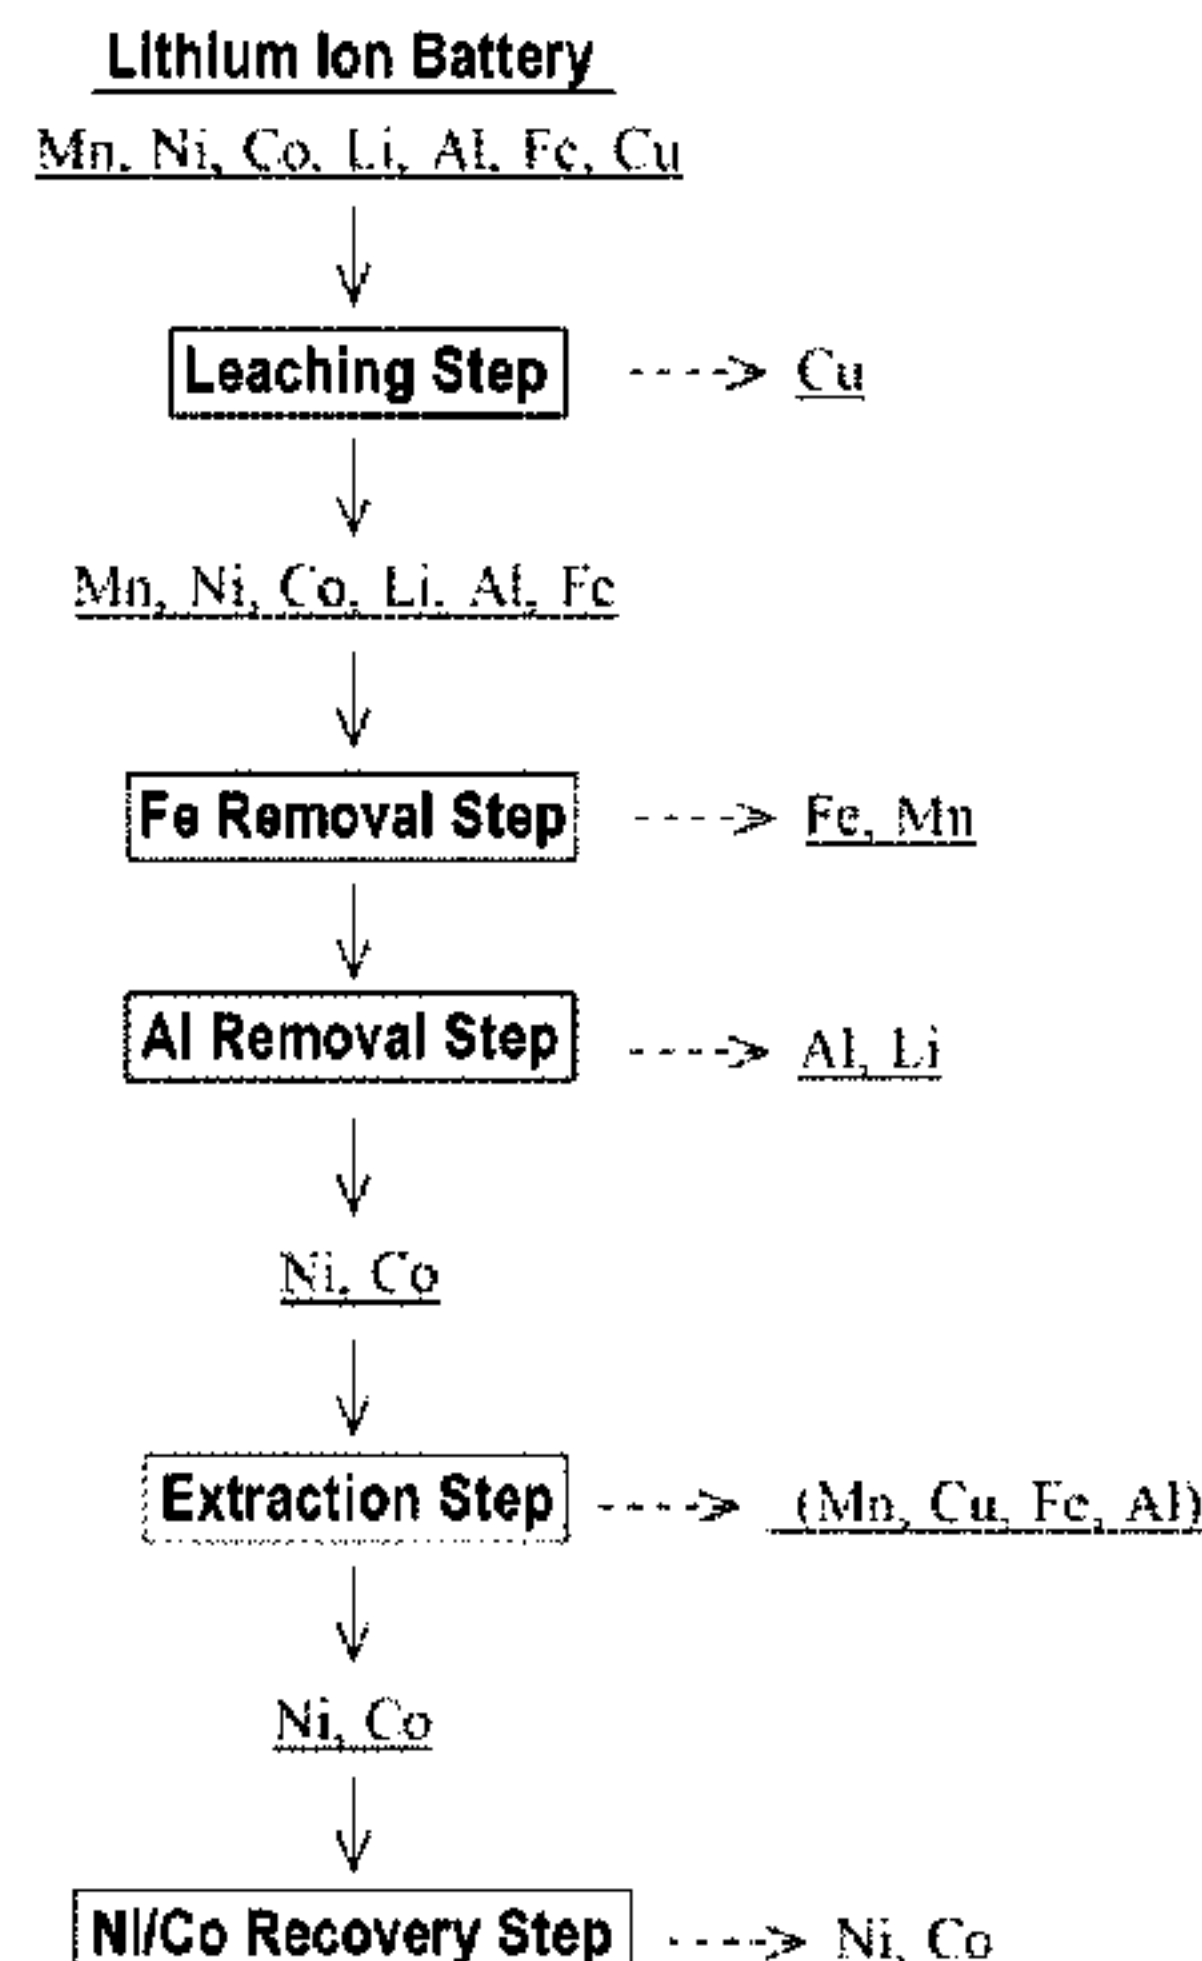 Lithium Ion Battery
Mn, Ni, Co, Li, Al, Fe, Cu
Leaching Step
Cu
Mn, Ni, Co, Li, Al, Fe
Fe Removal Step
Fe, Mn
Al Removal Step
Al, Li
Ni, Co
Extraction Step
(Mn, Cu, Fe, Al)
Ni, Co
Ni/Co Recovery Step
Ni, Co